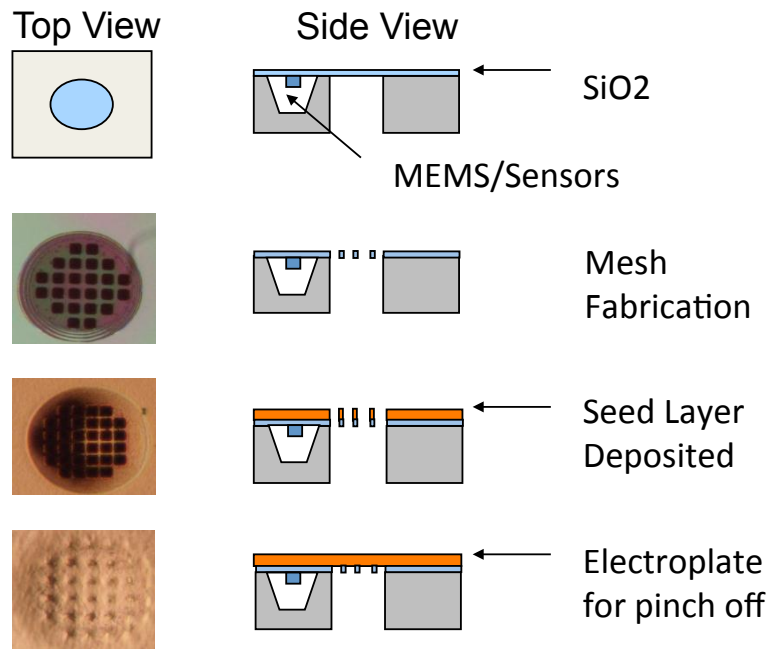 Top View
Side View
SiO2
MEMS/Sensors
Mesh
Fabrication
Seed Layer
Deposited
Electroplate
for pinch off